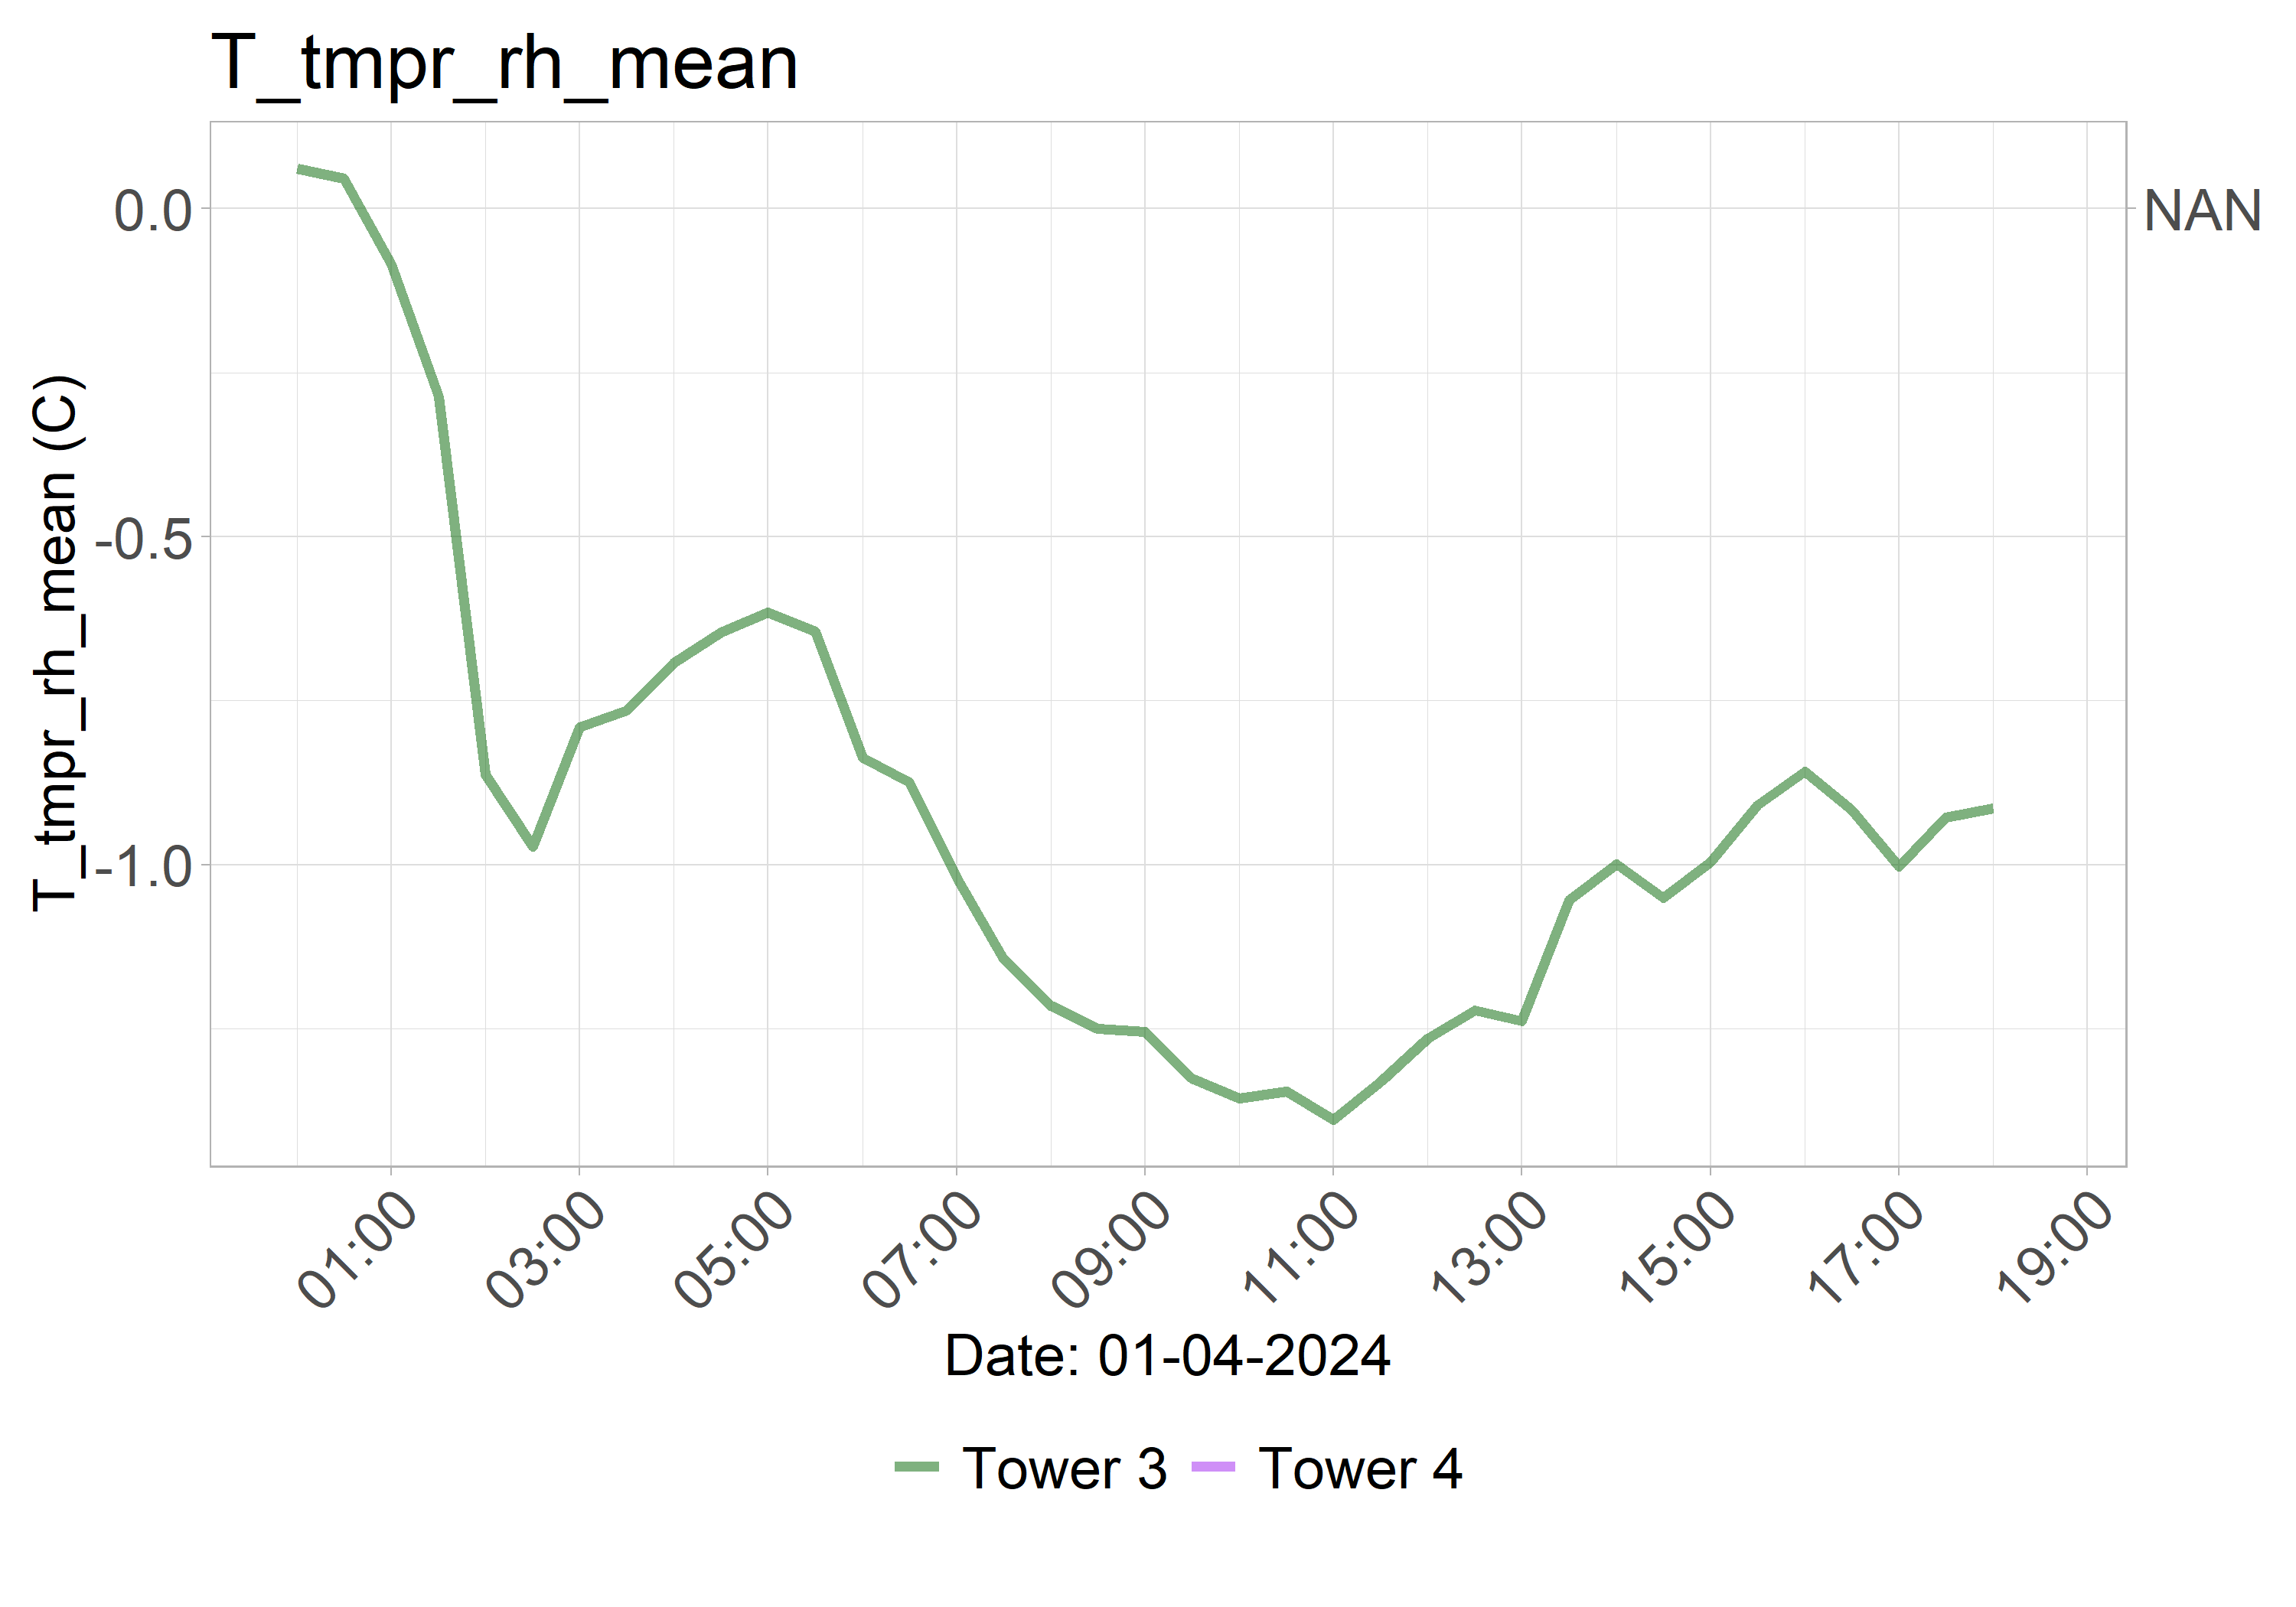 T_tmpr_rh_mean
T_tmpr_rh_mean (C)
0.0
-0.5
-1.0
NAN
01:00
03:00
05:00
07:00
09:00
11:00
13:00
15:00
17:00
19:00
Date: 01-04-2024
Tower 3
Tower 4